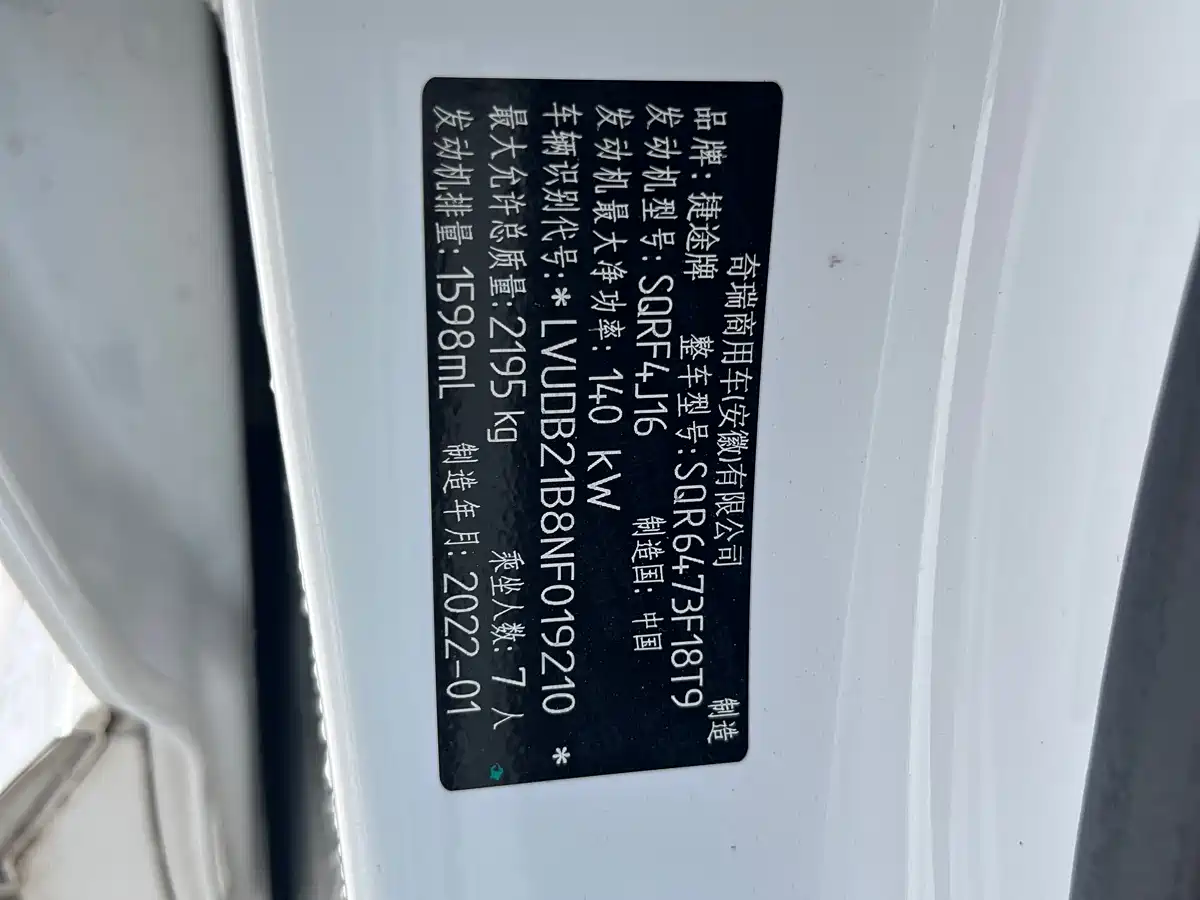 奇瑞商用车(安徽)有限公司 制造
品牌: 捷途牌 整车型号: SQR6473F18T9
发动机型号: SQRF4J16 制造国: 中国
发动机最大净功率: 140 kW
车辆识别代号: *LVUDB21B8NF019210 *
最大允许总质量: 2195 kg 乘坐人数: 7 人
发动机排量: 1598mL 制造年月: 2022-01